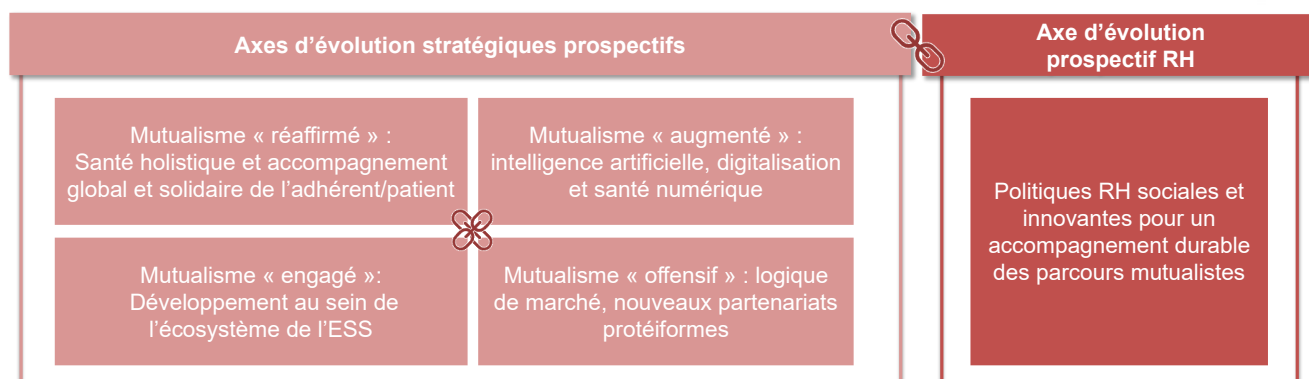 Axes d’évolution stratégiques prospectifs
Axe d’évolution
prospectif RH
Mutualisme « réaffirmé » :
Santé holistique et accompagnement
global et solidaire de l’adhérent/patient
Mutualisme « augmenté » :
intelligence artificielle, digitalisation
et santé numérique
Mutualisme « engagé »:
Développement au sein de
l’écosystème de l’ESS
Mutualisme « offensif » : logique
de marché, nouveaux partenariats
protéiformes
Politiques RH sociales et
innovantes pour un
accompagnement durable
des parcours mutualistes